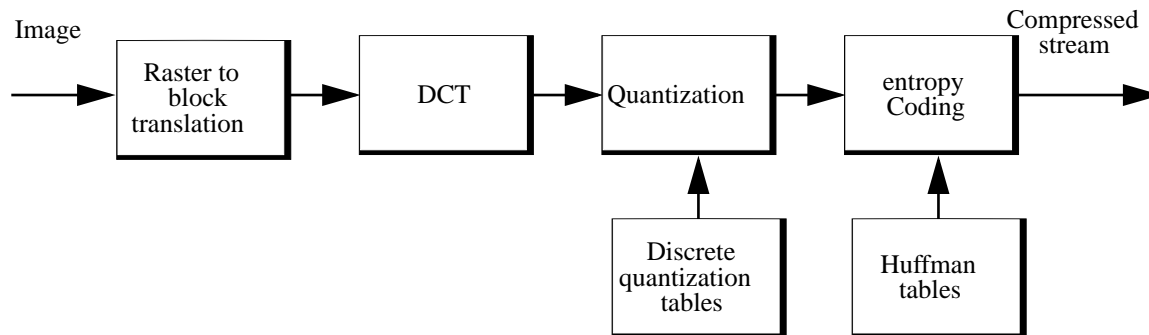 Image
Raster to
block
translation
DCT
Quantization
entropy
Coding
Compressed
stream
Discrete
quantization
tables
Huffman
tables